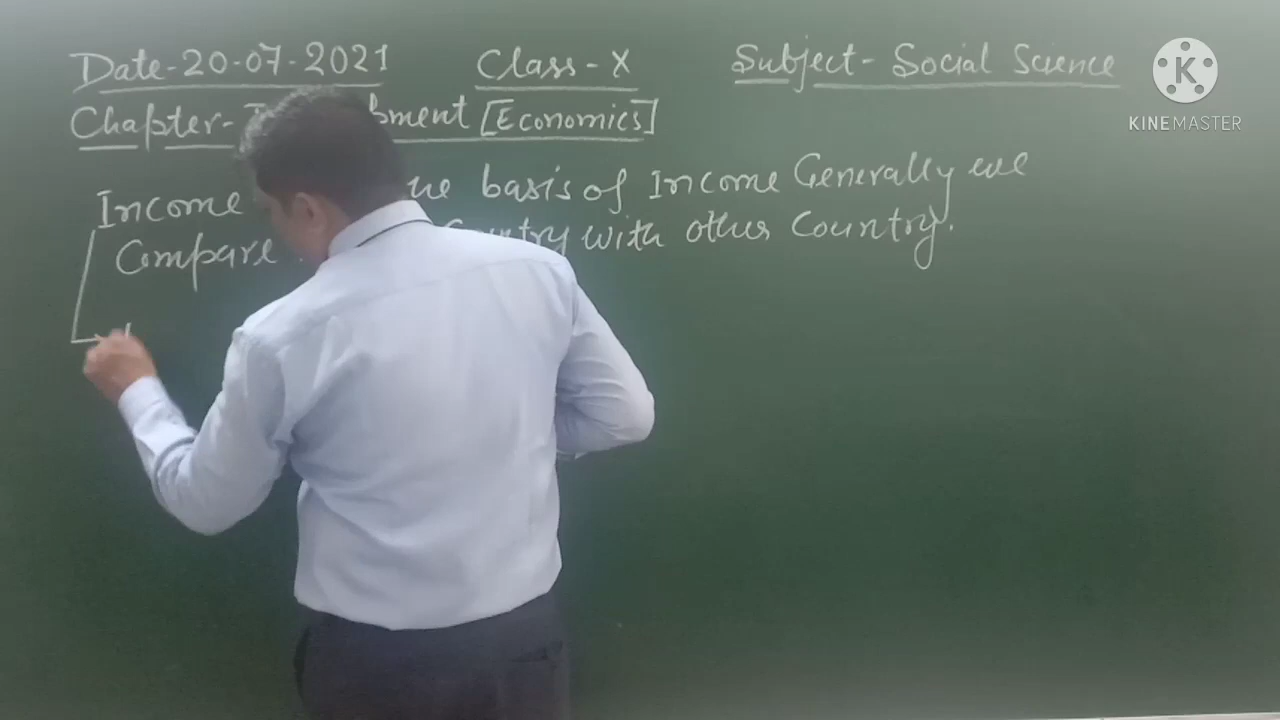 Date-20-07-2021 Class-X Subject- Social Science
Chapter- [Economics]
Income basis of Income Generally we
Compare with other Country.
K
KINEMASTER